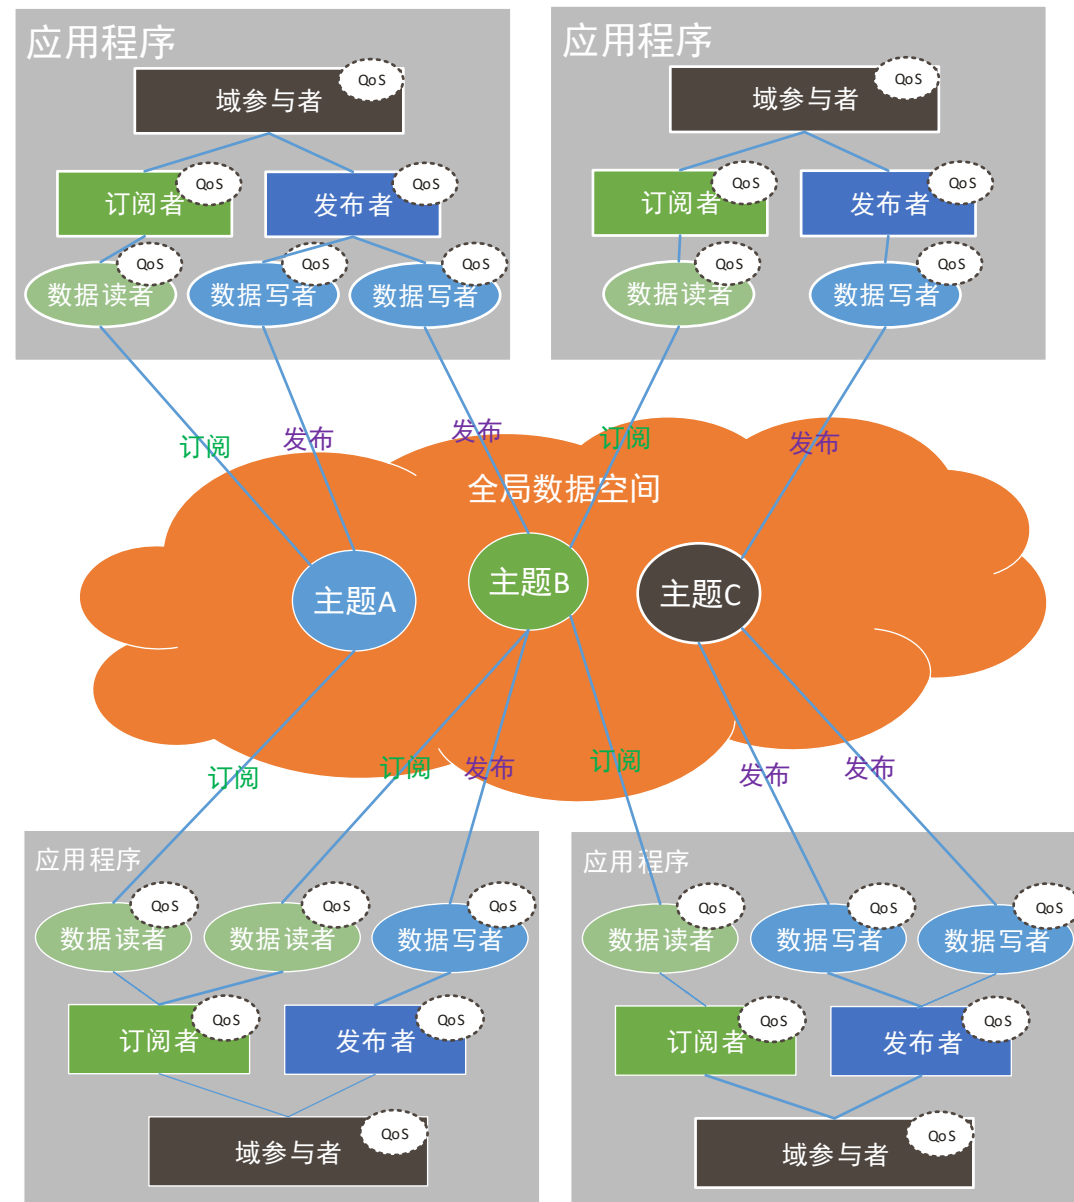 应用程序
QoS
域参与者
QoS
订阅者
QoS
发布者
QoS
数据读者
QoS
数据写者
QoS
数据写者
应用程序
QoS
域参与者
QoS
订阅者
QoS
发布者
QoS
数据读者
QoS
数据写者
订阅
发布
发布
订阅
发布
全局数据空间
主题A
主题B
主题C
订阅
订阅
发布
订阅
发布
发布
应用程序
QoS
数据读者
QoS
数据读者
QoS
数据写者
QoS
订阅者
QoS
发布者
QoS
域参与者
应用程序
QoS
数据读者
QoS
数据写者
QoS
数据写者
QoS
订阅者
QoS
发布者
QoS
域参与者